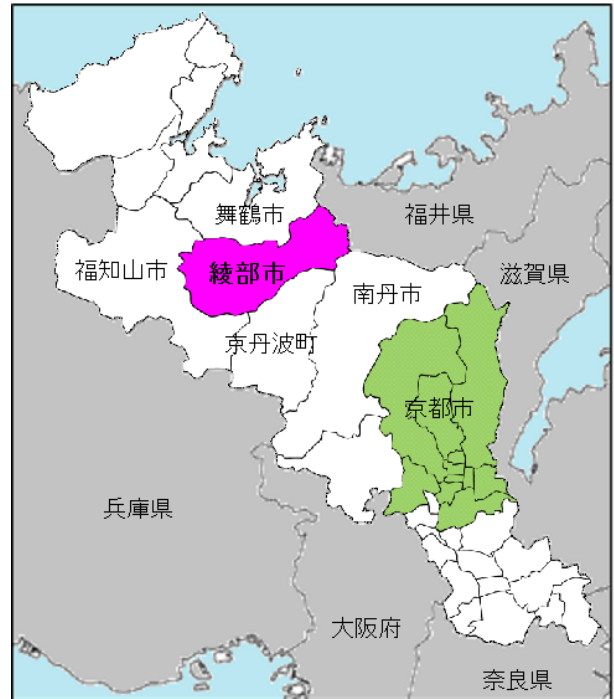 舞鶴市
福井県
綾部市
福知山市
滋賀県
南丹市
京丹波町
京都市
兵庫県
大阪府
奈良県